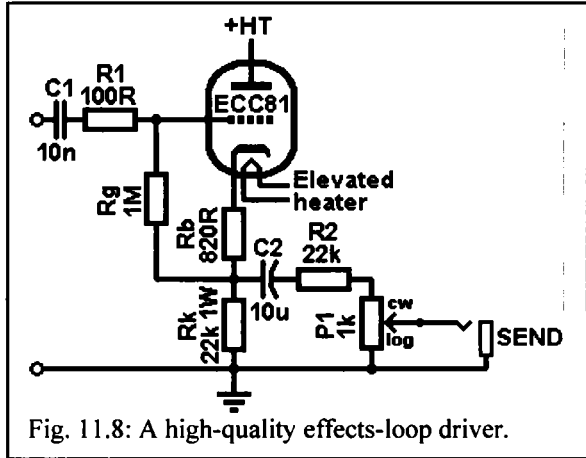 +HT
C1
10n
R1
100R
ECC81
Elevated
heater
Rg
1M
Rb
820R
C2
10u
R2
22k
Rk
22k 1W
P1
1k
cw
log
SEND
Fig. 11.8: A high-quality effects-loop driver.